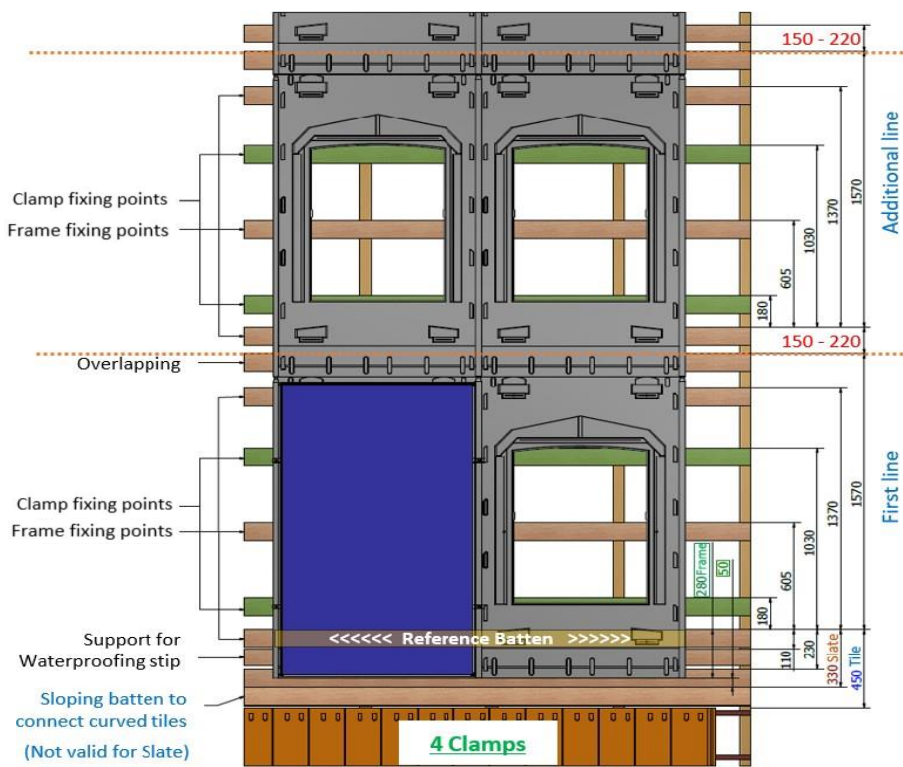 150 - 220
Additional line
1570
1370
1030
605
180
Clamp fixing points
Frame fixing points
150 - 220
Overlapping
First line
1570
1370
1030
605
180
280Frame
50
Clamp fixing points
Frame fixing points
<<<<<< Reference Batten >>>>>>
Support for
Waterproofing stip
110
230
330 Slate
450 Tile
Sloping batten to
connect curved tiles
(Not valid for Slate)
4 Clamps